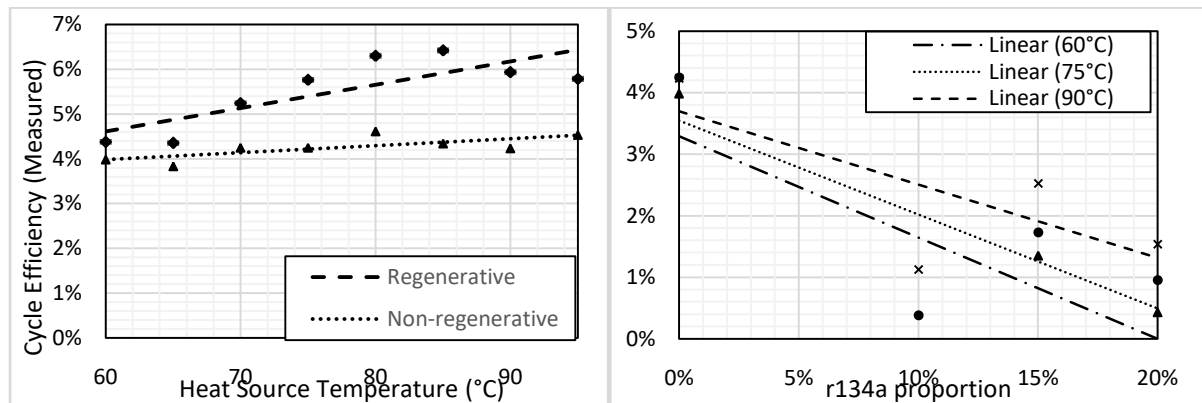 Cycle Efficiency (Measured)
7%
6%
5%
4%
3%
2%
1%
0%
Regenerative
Non-regenerative
60 70 80 90
Heat Source Temperature (°C)
5%
4%
3%
2%
1%
0%
Linear (60°C)
Linear (75°C)
Linear (90°C)
0% 5% 10% 15% 20%
r134a proportion